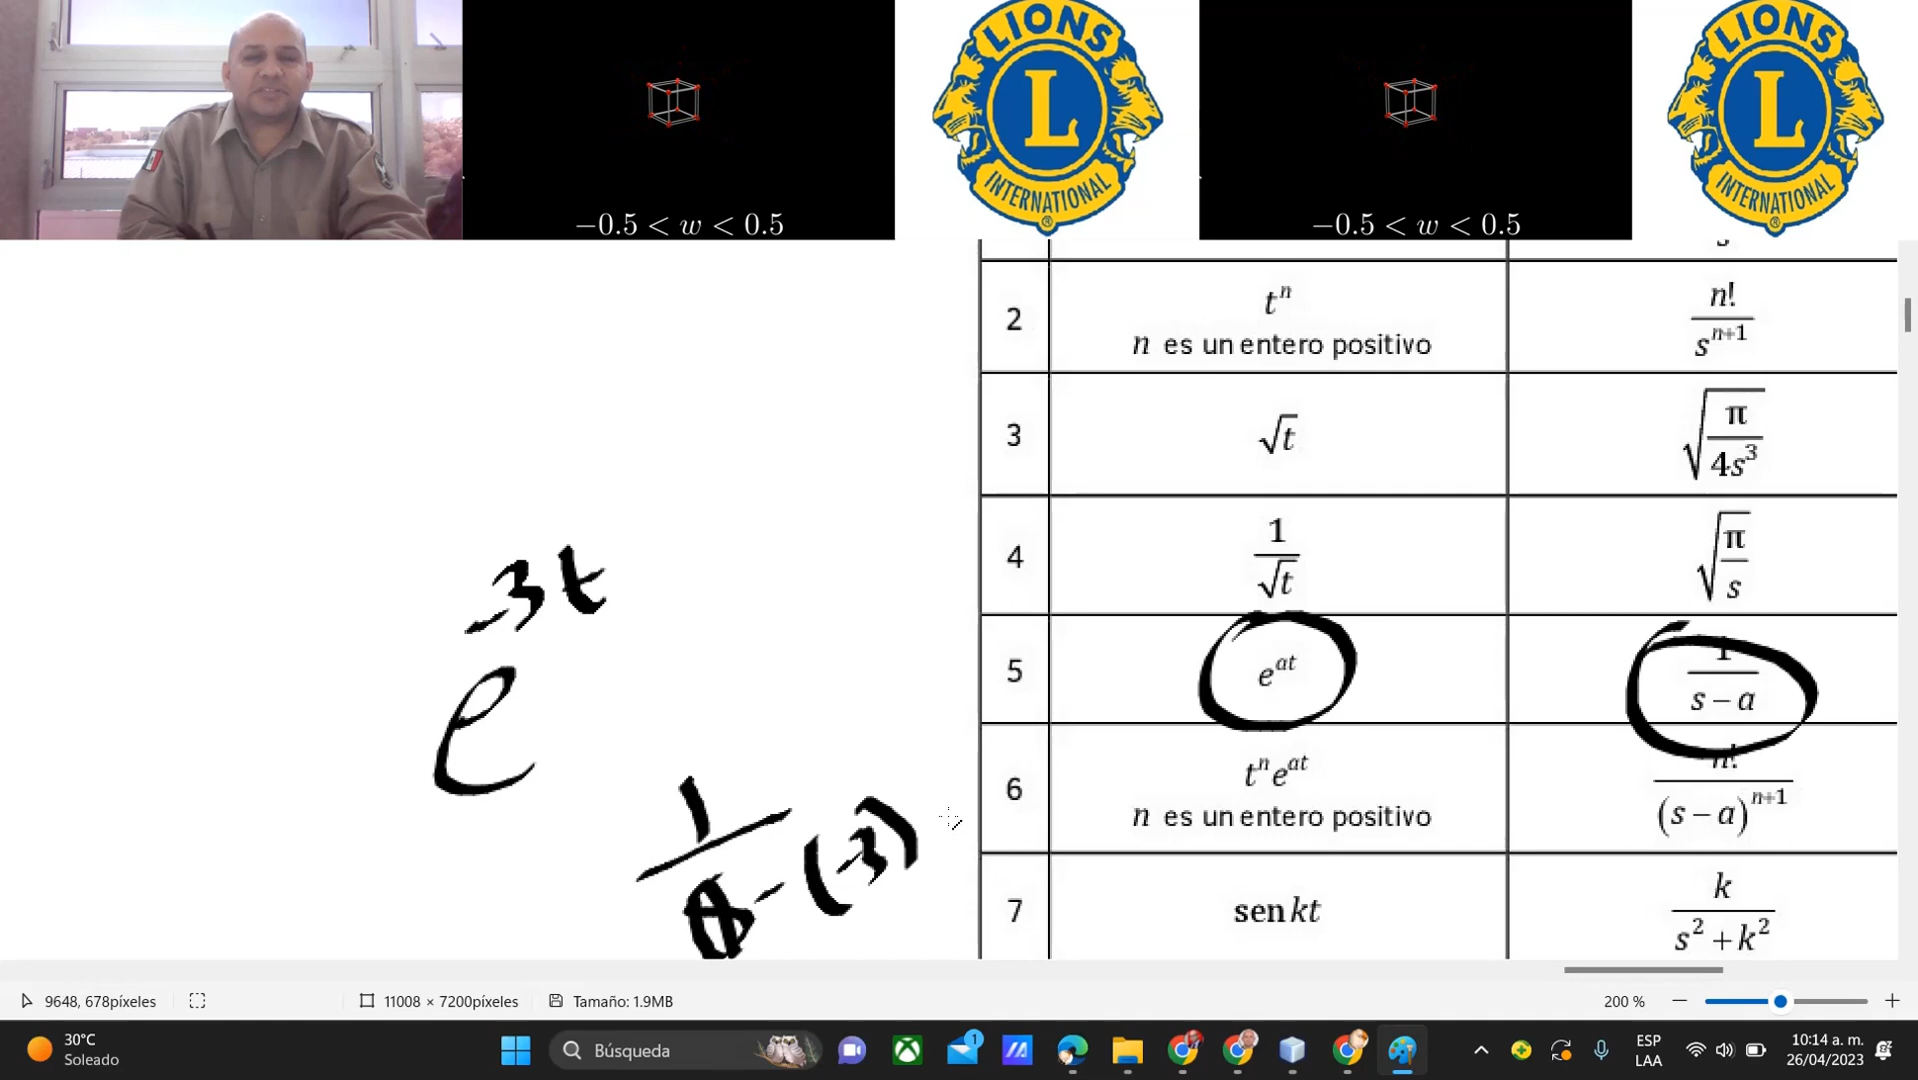 LIONS
L
INTERNATIONAL
®
−0.5 < w < 0.5
LIONS
L
INTERNATIONAL
®
−0.5 < w < 0.5
s
2
tⁿ
n es un entero positivo
n!
sⁿ⁺¹
3
√t
√π
4s³
4
1
√t
√π
s
5
eᵃᵗ
1
s − a
6
tⁿeᵃᵗ
n es un entero positivo
n!
(s − a)ⁿ⁺¹
7
sen kt
k
s² + k²
-3t
e
1
s-(-3)
9648, 678píxeles
11008 × 7200píxeles
Tamaño: 1.9MB
200 %
30°C
Soleado
Búsqueda
1
ESP
LAA
10:14 a. m.
26/04/2023